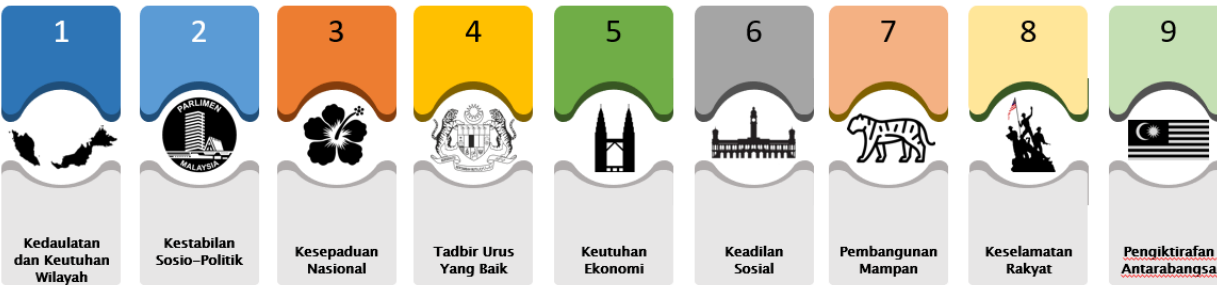 1
2
3
4
5
6
7
8
9
PARLIMEN
MALAYSIA
Kedaulatan
dan Keutuhan
Wilayah
Kestabilan
Sosio-Politik
Kesepaduan
Nasional
Tadbir Urus
Yang Baik
Keutuhan
Ekonomi
Keadilan
Sosial
Pembangunan
Mampan
Keselamatan
Rakyat
Pengiktirafan
Antarabangsa